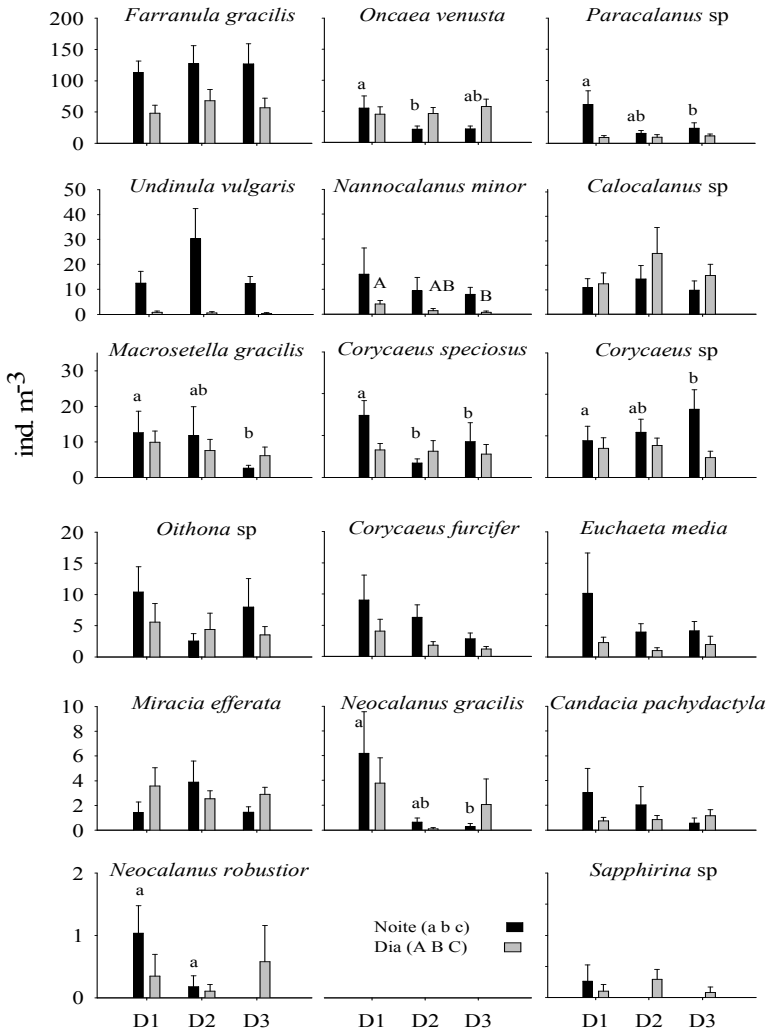 Farranula gracilis Oncaea venusta Paracalanus sp
200
150
100
50
0
a b ab
a ab b
Undinula vulgaris Nannocalanus minor Calocalanus sp
50
40
30
20
10
0
A AB B
Macrosetella gracilis Corycaeus speciosus Corycaeus sp
30
20
10
0
a ab b
a b b
a ab b
ind. m-3
Oithona sp Corycaeus furcifer Euchaeta media
20
15
10
5
0
Miracia efferata Neocalanus gracilis Candacia pachydactyla
10
8
6
4
2
0
a ab b
Neocalanus robustior Sapphirina sp
2
1
0
a a
Noite (a b c)
Dia (A B C)
D1 D2 D3 D1 D2 D3 D1 D2 D3